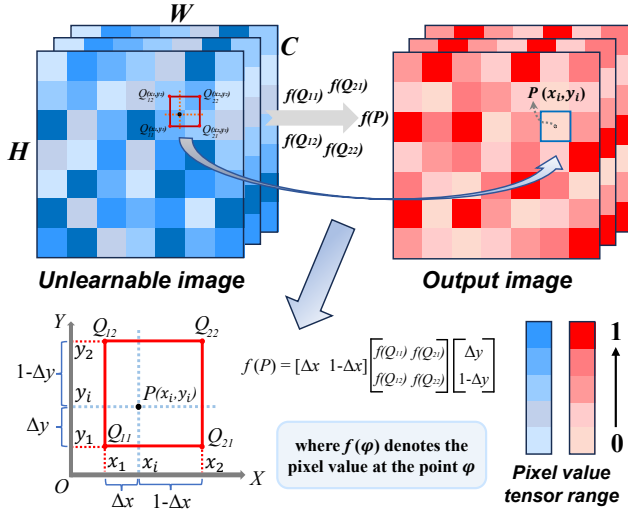 W
C
H
Q12(x₁,y₂) Q22(x₂,y₂)
Q11(x₁,y₁) Q21(x₂,y₁)
f(Q11) f(Q21)
f(P)
f(Q12) f(Q22)
P (xᵢ,yᵢ)
Unlearnable image
Output image
Y
Q12 Q22
y₂
1-Δy
yᵢ P(xᵢ,yᵢ)
Δy
y₁ Q11 Q21
O x₁ xᵢ x₂ X
Δx 1-Δx
f (P) = [Δx 1-Δx] [f(Q11) f(Q21) f(Q12) f(Q22)] [Δy 1-Δy]
where f (φ) denotes the
pixel value at the point φ
1
0
Pixel value
tensor range